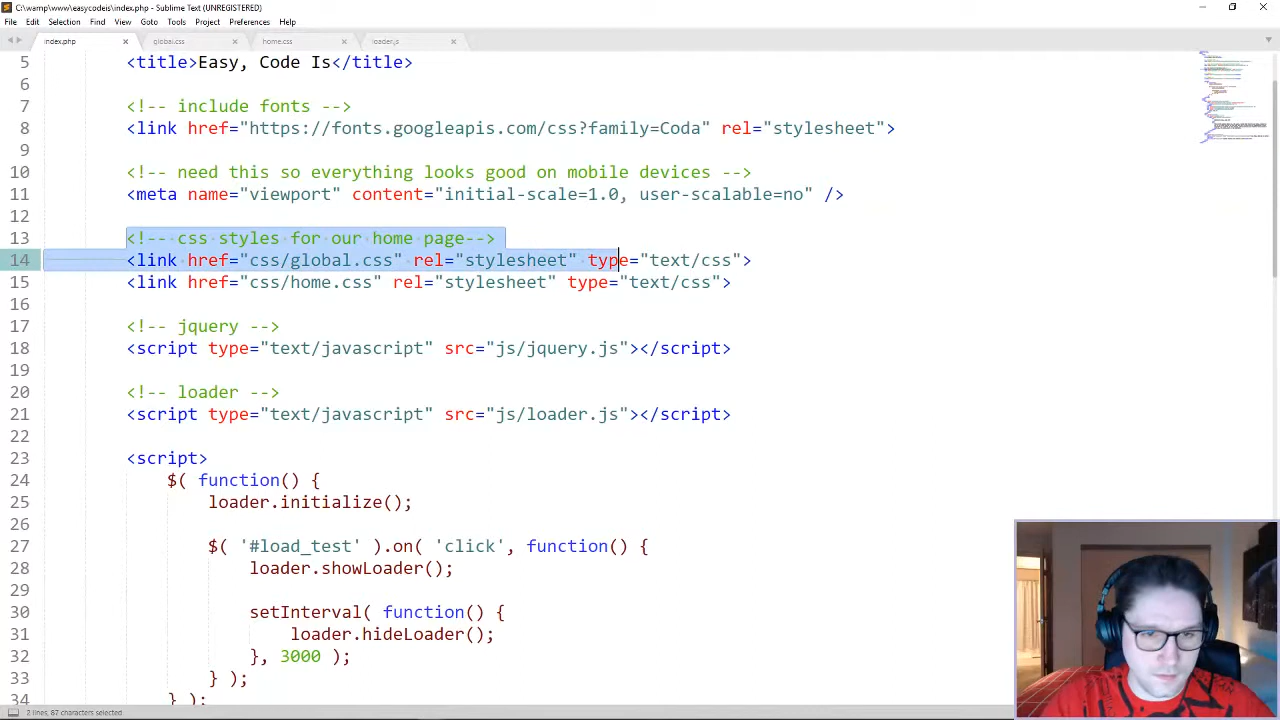 C:\wamp\www\easycodeis\index.php - Sublime Text (UNREGISTERED)
File Edit Selection Find View Goto Tools Project Preferences Help
index.php global.css home.css loader.js
5 <title>Easy, Code Is</title>
6
7 <!-- include fonts -->
8 <link href="https://fonts.googleapis.com/css?family=Coda" rel="stylesheet">
9
10 <!-- need this so everything looks good on mobile devices -->
11 <meta name="viewport" content="initial-scale=1.0, user-scalable=no" />
12
13 <!-- css styles for our home page-->
14 <link href="css/global.css" rel="stylesheet" type="text/css">
15 <link href="css/home.css" rel="stylesheet" type="text/css">
16
17 <!-- jquery -->
18 <script type="text/javascript" src="js/jquery.js"></script>
19
20 <!-- loader -->
21 <script type="text/javascript" src="js/loader.js"></script>
22
23 <script>
24 $( function() {
25 loader.initialize();
26
27 $( '#load_test' ).on( 'click', function() {
28 loader.showLoader();
29
30 setInterval( function() {
31 loader.hideLoader();
32 }, 3000 );
33 } );
34 } );
2 lines, 87 characters selected